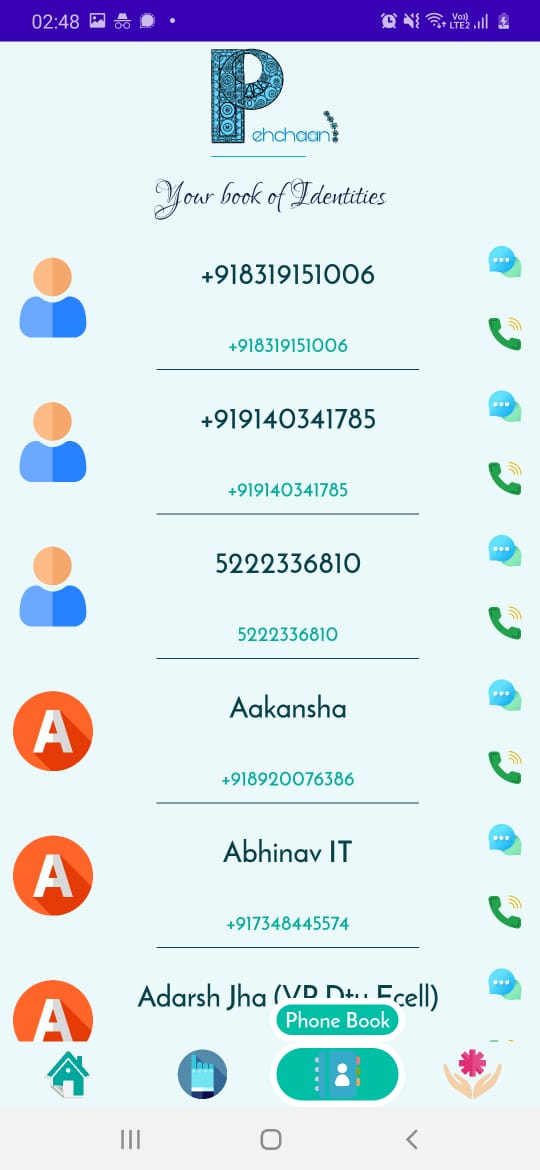 02:48
Vo)) LTE2
Pehchaan
Your book of Identities
+918319151006
+918319151006
+919140341785
+919140341785
5222336810
5222336810
Aakansha
+918920076386
Abhinav IT
+917348445574
Adarsh Jha (VP Dtu Ecell)
Phone Book